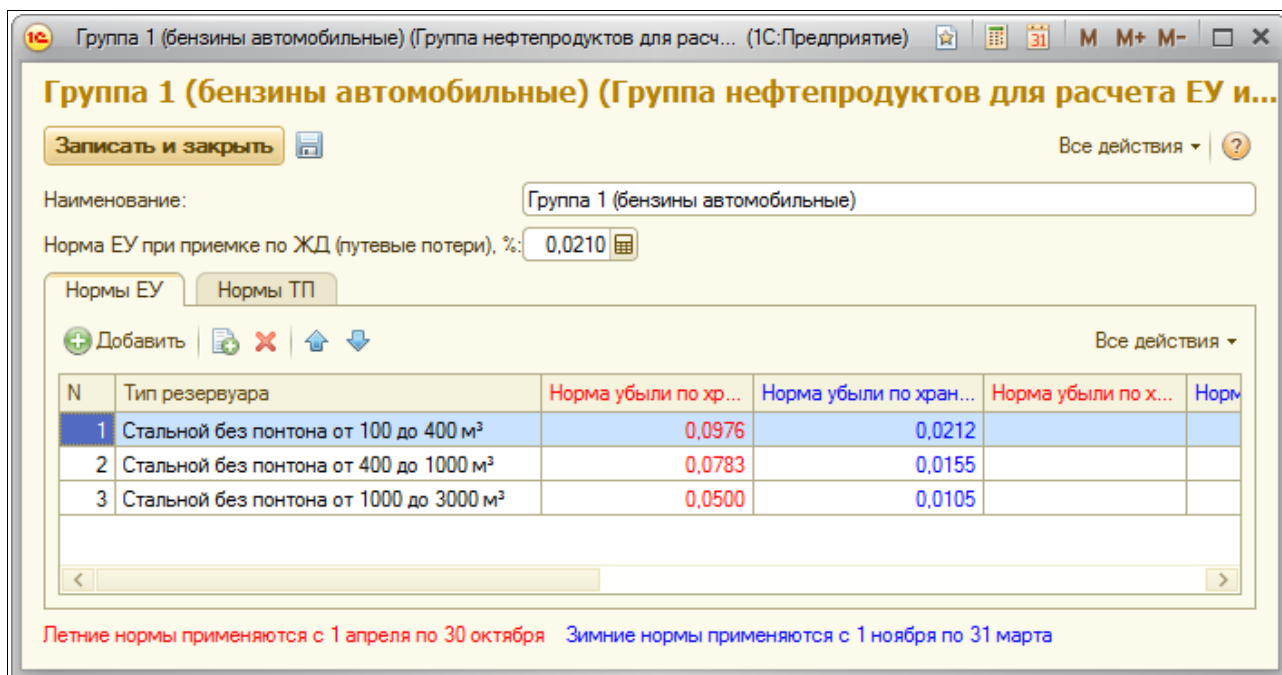 Группа 1 (бензины автомобильные) (Группа нефтепродуктов для расч... (1С:Предприятие) 31 M M+ M-
Группа 1 (бензины автомобильные) (Группа нефтепродуктов для расчета ЕУ и...
Записать и закрыть Все действия ?
Наименование: Группа 1 (бензины автомобильные)
Норма ЕУ при приемке по ЖД (путевые потери), %: 0,0210
Нормы ЕУ Нормы ТП
Добавить Все действия
N Тип резервуара Норма убыли по хр... Норма убыли по хран... Норма убыли по х... Норм
1 Стальной без понтона от 100 до 400 м³ 0,0976 0,0212
2 Стальной без понтона от 400 до 1000 м³ 0,0783 0,0155
3 Стальной без понтона от 1000 до 3000 м³ 0,0500 0,0105
Летние нормы применяются с 1 апреля по 30 октября Зимние нормы применяются с 1 ноября по 31 марта